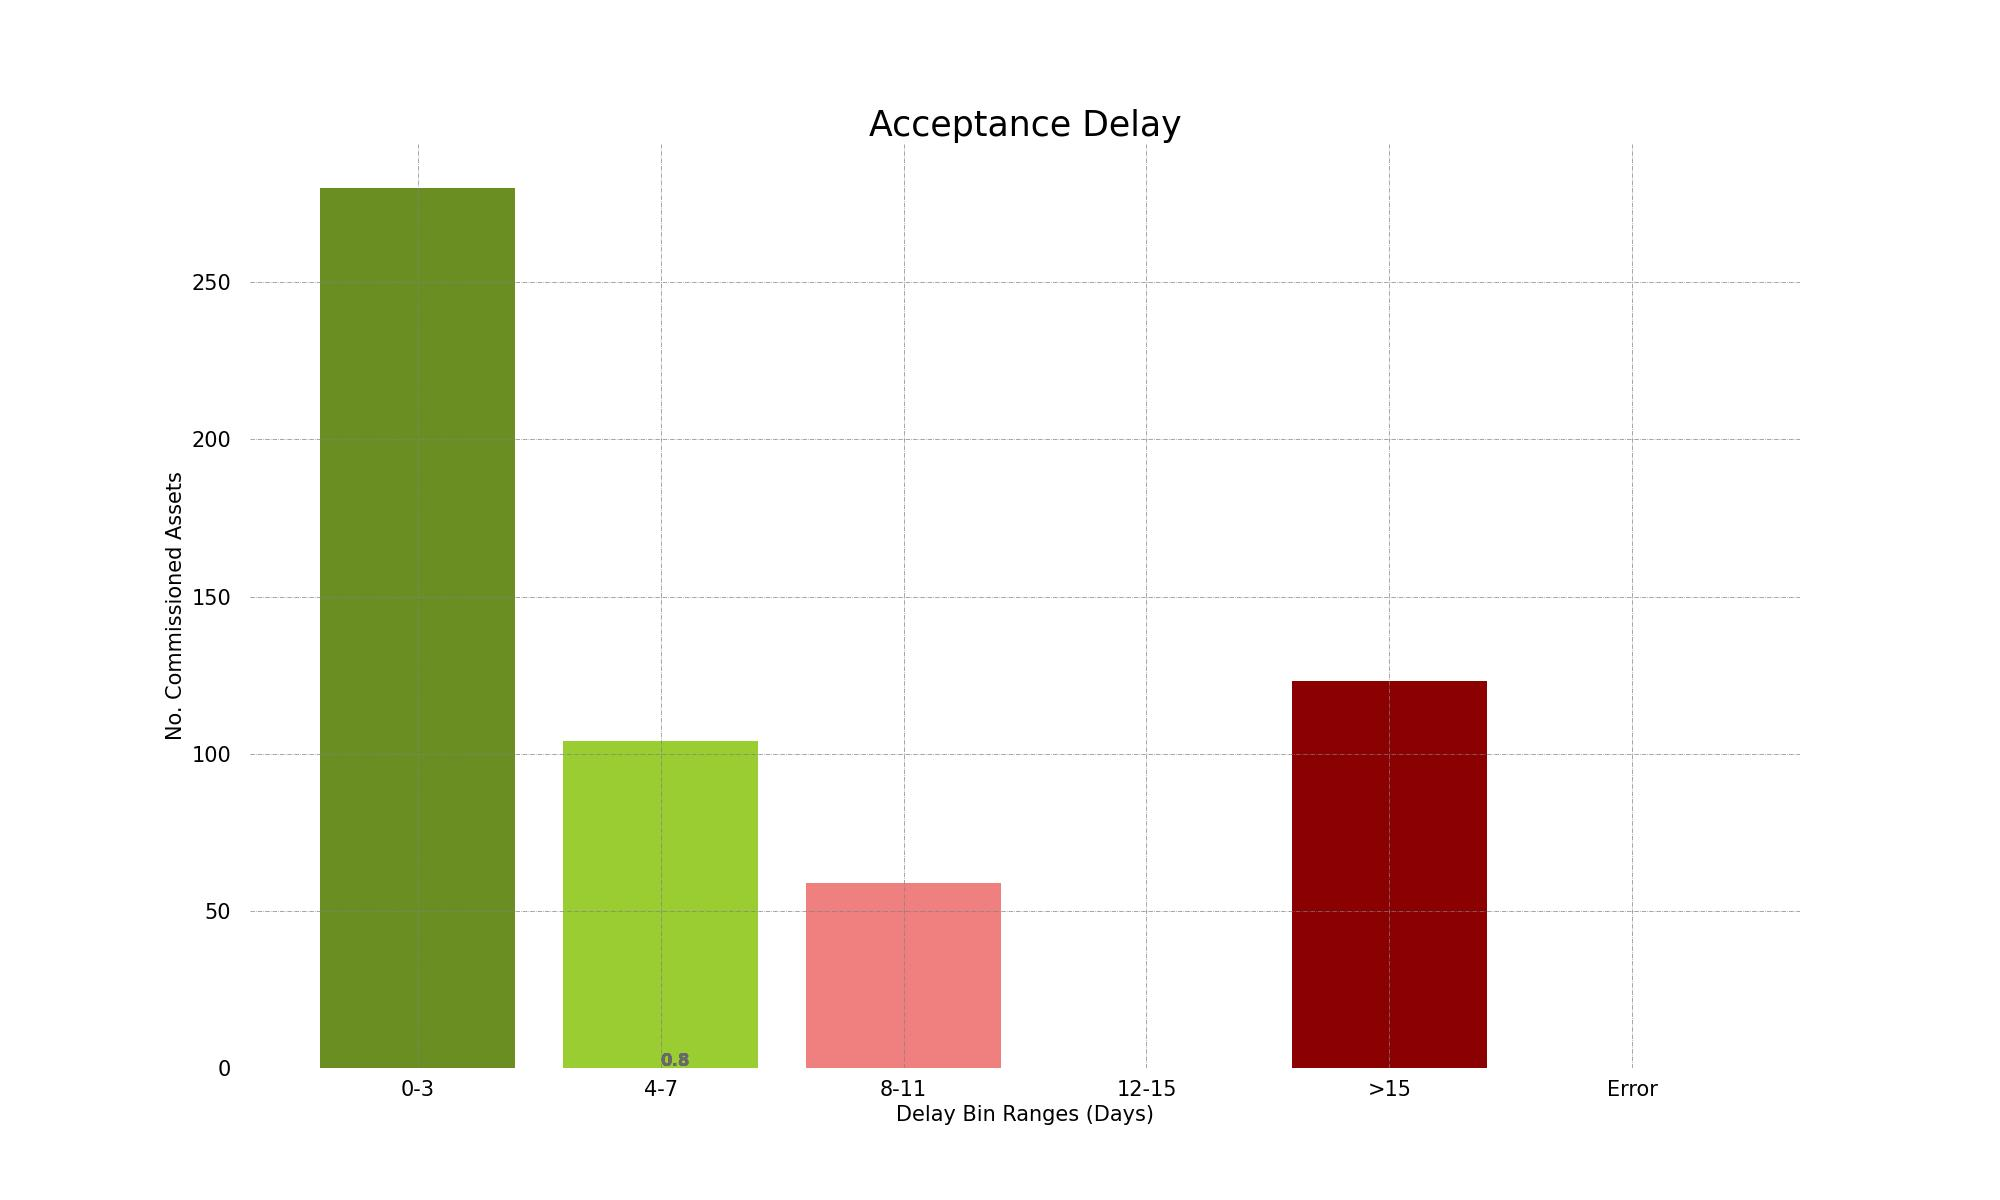 Acceptance Delay
No. Commissioned Assets
250
200
150
100
50
0
0.8
0-3 4-7 8-11 12-15 >15 Error
Delay Bin Ranges (Days)